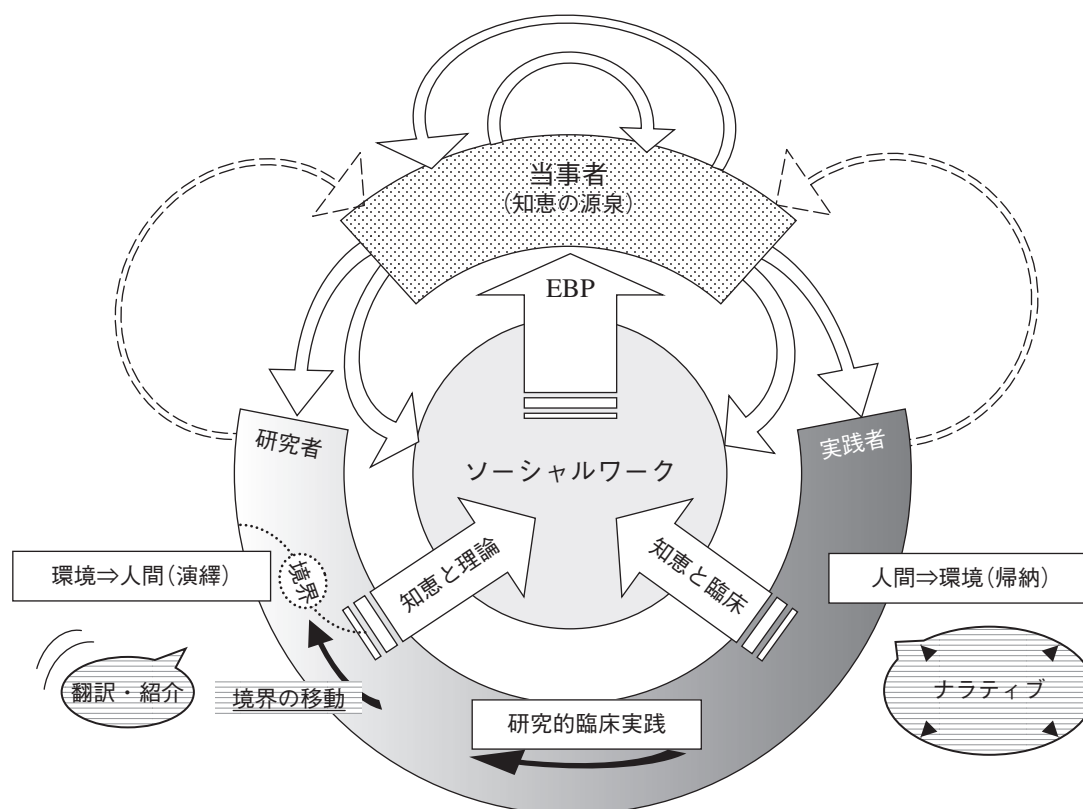 当事者
(知恵の源泉)
EBP
研究者
実践者
ソーシャルワーク
環境⇒人間(演繹)
境界
知恵と理論
知恵と臨床
人間⇒環境(帰納)
翻訳・紹介
境界の移動
研究的臨床実践
ナラティブ